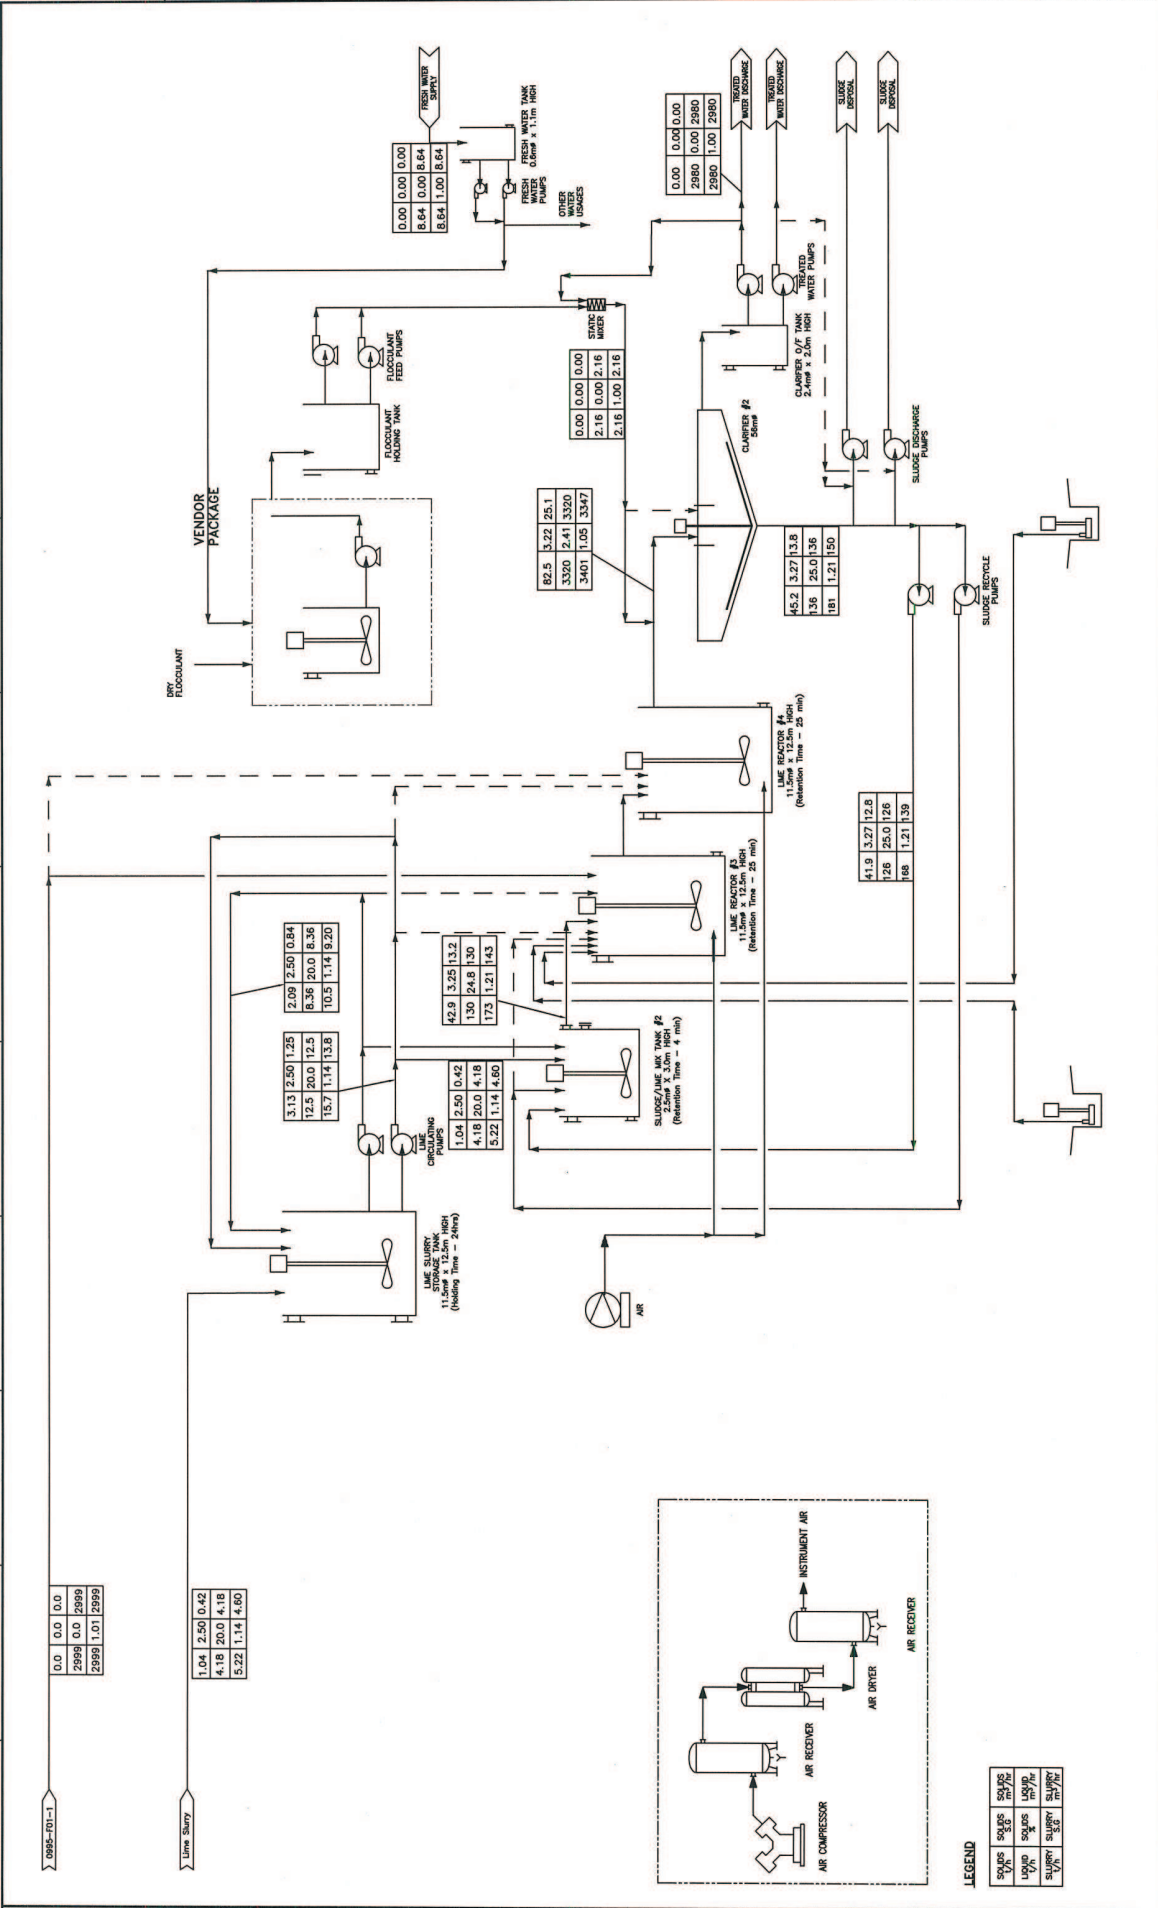 0995-F01-1
0.0 0.0 0.0
2999 0.0 2999
2999 1.01 2999
Lime Slurry
1.04 2.50 0.42
4.18 20.0 4.18
5.22 1.14 4.60
LIME SLURRY
STORAGE TANK
11.5mø x 12.5m HIGH
(Holding Time - 24hrs)
LIME
CIRCULATING
PUMPS
3.13 2.50 1.25
12.5 20.0 12.5
15.7 1.14 13.8
2.09 2.50 0.84
8.36 20.0 8.36
10.5 1.14 9.20
1.04 2.50 0.42
4.18 20.0 4.18
5.22 1.14 4.60
42.9 3.25 13.2
130 24.8 130
173 1.21 143
SLUDGE/LIME MIX TANK #2
2.5mø X 3.0m HIGH
(Retention Time - 4 min)
LIME REACTOR #3
11.5mø x 12.5m HIGH
(Retention Time - 25 min)
LIME REACTOR #4
11.5mø x 12.5m HIGH
(Retention Time - 25 min)
AIR
DRY
FLOCCULANT
VENDOR
PACKAGE
FLOCCULANT
HOLDING TANK
FLOCCULANT
FEED PUMPS
FRESH WATER
SUPPLY
0.00 0.00 0.00
8.64 0.00 8.64
8.64 1.00 8.64
FRESH WATER TANK
0.6mø x 1.1m HIGH
FRESH
WATER
PUMPS
OTHER
WATER
USAGES
STATIC
MIXER
0.00 0.00 0.00
2.16 0.00 2.16
2.16 1.00 2.16
82.5 3.22 25.1
3320 2.41 3320
3401 1.05 3347
CLARIFIER #2
56mø
45.2 3.27 13.8
136 25.0 136
181 1.21 150
CLARIFIER O/F TANK
2.4mø x 2.0m HIGH
TREATED
WATER PUMPS
0.00 0.00 0.00
2980 0.00 2980
2980 1.00 2980
TREATED
WATER DISCHARGE
TREATED
WATER DISCHARGE
SLUDGE
DISPOSAL
SLUDGE
DISPOSAL
SLUDGE DISCHARGE
PUMPS
SLUDGE RECYCLE
PUMPS
41.9 3.27 12.8
126 25.0 126
168 1.21 139
AIR COMPRESSOR
AIR RECEIVER
AIR DRYER
AIR RECEIVER
INSTRUMENT AIR
LEGEND
SOLIDS t/h SOLIDS S.G SOLIDS m³/hr
LIQUID t/h SOLIDS % LIQUID m³/hr
SLURRY t/h SLURRY S.G SLURRY m³/hr